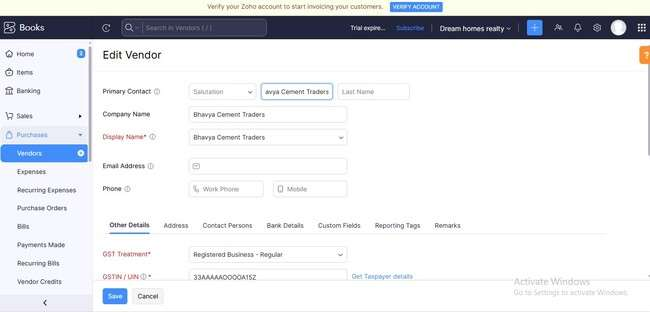 Verify your Zoho account to start invoicing your customers. VERIFY ACCOUNT
Books Search in Vendors ( / ) Trial expire... Subscribe Dream homes realty
Home 2
Items
Banking
Sales
Purchases
Vendors
Expenses
Recurring Expenses
Purchase Orders
Bills
Payments Made
Recurring Bills
Vendor Credits
Edit Vendor
Primary Contact Salutation avya Cement Traders Last Name
Company Name Bhavya Cement Traders
Display Name* Bhavya Cement Traders
Email Address
Phone Work Phone Mobile
Other Details Address Contact Persons Bank Details Custom Fields Reporting Tags Remarks
GST Treatment* Registered Business - Regular
GSTIN / UIN * Get Taxpayer details
Save Cancel
Activate Windows
Go to Settings to activate Windows.